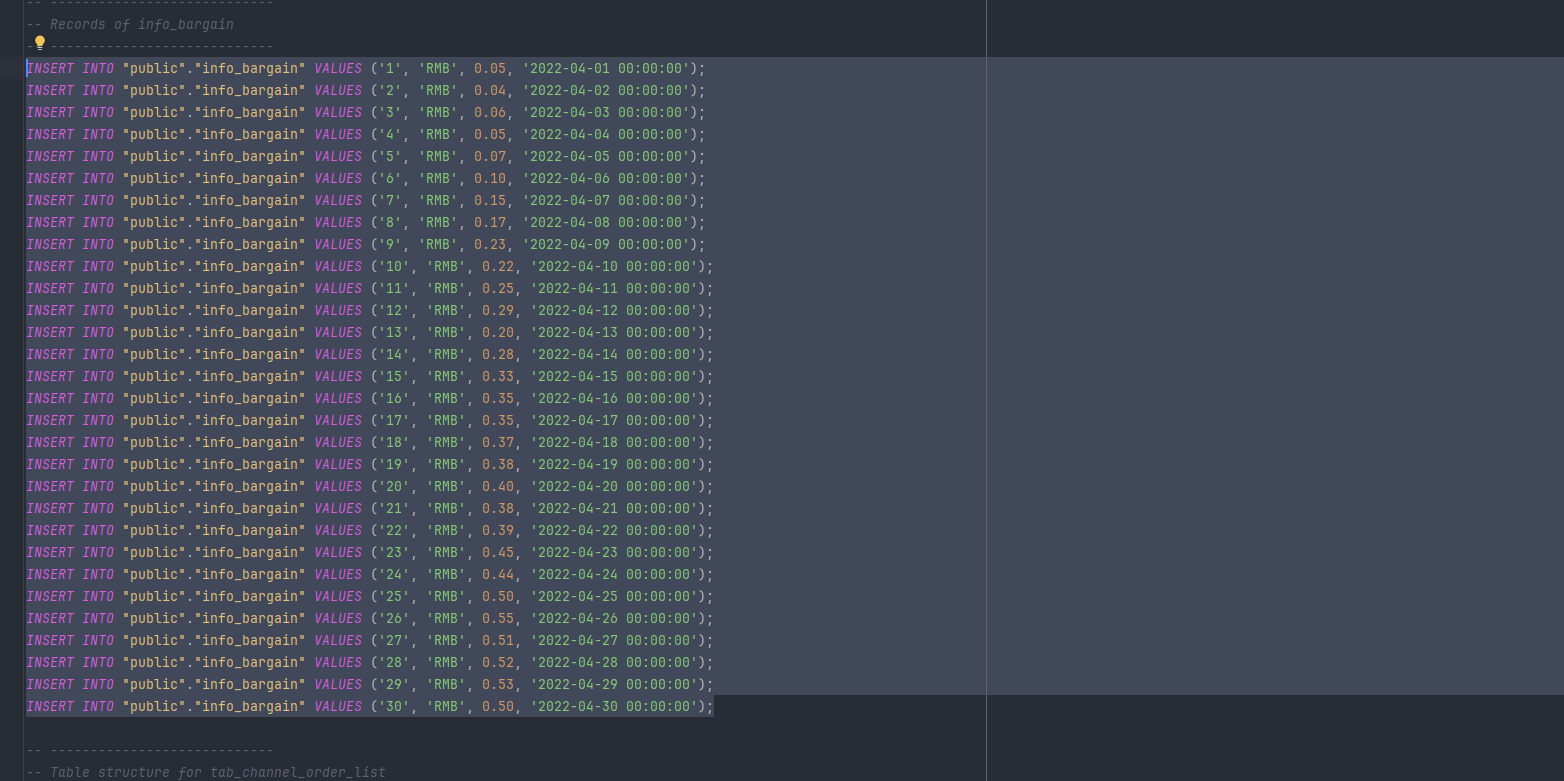 -- ----------------------------
-- Records of info_bargain
-- ----------------------------
INSERT INTO "public"."info_bargain" VALUES ('1', 'RMB', 0.05, '2022-04-01 00:00:00');
INSERT INTO "public"."info_bargain" VALUES ('2', 'RMB', 0.04, '2022-04-02 00:00:00');
INSERT INTO "public"."info_bargain" VALUES ('3', 'RMB', 0.06, '2022-04-03 00:00:00');
INSERT INTO "public"."info_bargain" VALUES ('4', 'RMB', 0.05, '2022-04-04 00:00:00');
INSERT INTO "public"."info_bargain" VALUES ('5', 'RMB', 0.07, '2022-04-05 00:00:00');
INSERT INTO "public"."info_bargain" VALUES ('6', 'RMB', 0.10, '2022-04-06 00:00:00');
INSERT INTO "public"."info_bargain" VALUES ('7', 'RMB', 0.15, '2022-04-07 00:00:00');
INSERT INTO "public"."info_bargain" VALUES ('8', 'RMB', 0.17, '2022-04-08 00:00:00');
INSERT INTO "public"."info_bargain" VALUES ('9', 'RMB', 0.23, '2022-04-09 00:00:00');
INSERT INTO "public"."info_bargain" VALUES ('10', 'RMB', 0.22, '2022-04-10 00:00:00');
INSERT INTO "public"."info_bargain" VALUES ('11', 'RMB', 0.25, '2022-04-11 00:00:00');
INSERT INTO "public"."info_bargain" VALUES ('12', 'RMB', 0.29, '2022-04-12 00:00:00');
INSERT INTO "public"."info_bargain" VALUES ('13', 'RMB', 0.20, '2022-04-13 00:00:00');
INSERT INTO "public"."info_bargain" VALUES ('14', 'RMB', 0.28, '2022-04-14 00:00:00');
INSERT INTO "public"."info_bargain" VALUES ('15', 'RMB', 0.33, '2022-04-15 00:00:00');
INSERT INTO "public"."info_bargain" VALUES ('16', 'RMB', 0.35, '2022-04-16 00:00:00');
INSERT INTO "public"."info_bargain" VALUES ('17', 'RMB', 0.35, '2022-04-17 00:00:00');
INSERT INTO "public"."info_bargain" VALUES ('18', 'RMB', 0.37, '2022-04-18 00:00:00');
INSERT INTO "public"."info_bargain" VALUES ('19', 'RMB', 0.38, '2022-04-19 00:00:00');
INSERT INTO "public"."info_bargain" VALUES ('20', 'RMB', 0.40, '2022-04-20 00:00:00');
INSERT INTO "public"."info_bargain" VALUES ('21', 'RMB', 0.38, '2022-04-21 00:00:00');
INSERT INTO "public"."info_bargain" VALUES ('22', 'RMB', 0.39, '2022-04-22 00:00:00');
INSERT INTO "public"."info_bargain" VALUES ('23', 'RMB', 0.45, '2022-04-23 00:00:00');
INSERT INTO "public"."info_bargain" VALUES ('24', 'RMB', 0.44, '2022-04-24 00:00:00');
INSERT INTO "public"."info_bargain" VALUES ('25', 'RMB', 0.50, '2022-04-25 00:00:00');
INSERT INTO "public"."info_bargain" VALUES ('26', 'RMB', 0.55, '2022-04-26 00:00:00');
INSERT INTO "public"."info_bargain" VALUES ('27', 'RMB', 0.51, '2022-04-27 00:00:00');
INSERT INTO "public"."info_bargain" VALUES ('28', 'RMB', 0.52, '2022-04-28 00:00:00');
INSERT INTO "public"."info_bargain" VALUES ('29', 'RMB', 0.53, '2022-04-29 00:00:00');
INSERT INTO "public"."info_bargain" VALUES ('30', 'RMB', 0.50, '2022-04-30 00:00:00');
-- ----------------------------
-- Table structure for tab_channel_order_list